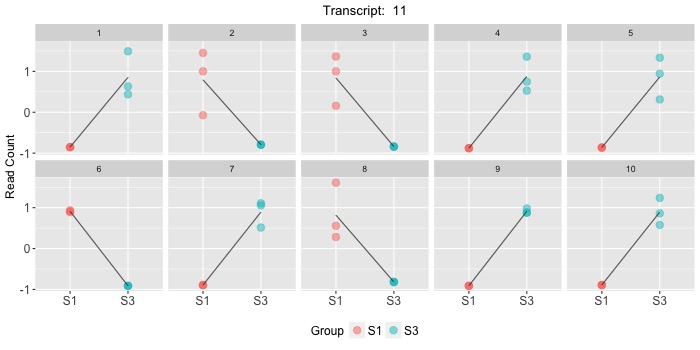 Transcript: 11
1 2 3 4 5
1
0
-1
Read Count
6 7 8 9 10
1
0
-1
S1 S3 S1 S3 S1 S3 S1 S3 S1 S3
Group S1 S3